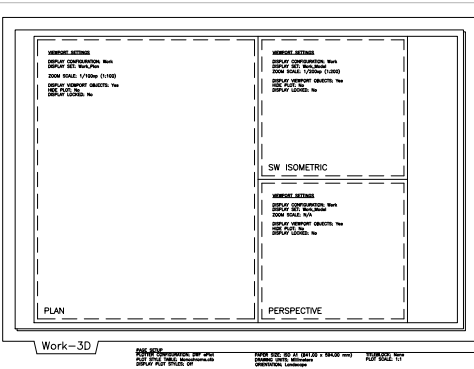 VIEWPORT SETTINGS
DISPLAY CONFIGURATION: Work
DISPLAY SET: Work_Plan
ZOOM SCALE: 1/100xp (1:100)
DISPLAY VIEWPORT OBJECTS: Yes
HIDE PLOT: No
DISPLAY LOCKED: No
PLAN
VIEWPORT SETTINGS
DISPLAY CONFIGURATION: Work
DISPLAY SET: Work_Model
ZOOM SCALE: 1/200xp (1:200)
DISPLAY VIEWPORT OBJECTS: Yes
HIDE PLOT: No
DISPLAY LOCKED: No
SW ISOMETRIC
VIEWPORT SETTINGS
DISPLAY CONFIGURATION: Work
DISPLAY SET: Work_Model
ZOOM SCALE: N/A
DISPLAY VIEWPORT OBJECTS: Yes
HIDE PLOT: No
DISPLAY LOCKED: No
PERSPECTIVE
Work-3D
PAGE SETUP
PLOTTER CONFIGURATION: DWF ePlot
PLOT STYLE TABLE: Monochrome.ctb
DISPLAY PLOT STYLES: Off
PAPER SIZE: ISO A1 (841.00 x 594.00 mm)
DRAWING UNITS: Millimeters
ORIENTATION: Landscape
TITLEBLOCK: None
PLOT SCALE: 1:1